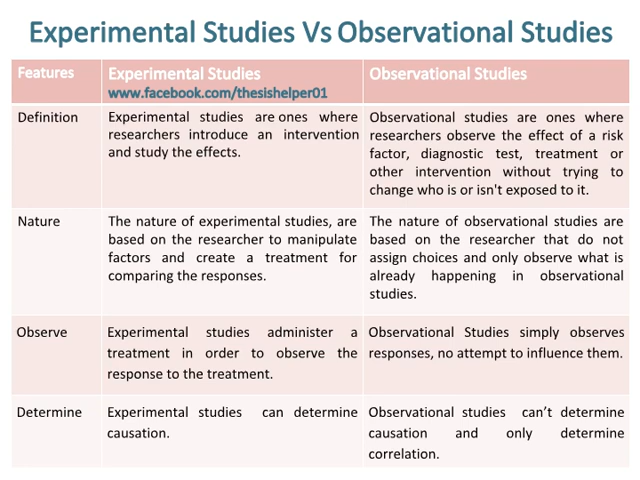 Experimental Studies Vs Observational Studies
Features
Experimental Studies
www.facebook.com/thesishelper01
Observational Studies
Definition
Experimental studies are ones where
researchers introduce an intervention
and study the effects.
Observational studies are ones where
researchers observe the effect of a risk
factor, diagnostic test, treatment or
other intervention without trying to
change who is or isn't exposed to it.
Nature
The nature of experimental studies, are
based on the researcher to manipulate
factors and create a treatment for
comparing the responses.
The nature of observational studies are
based on the researcher that do not
assign choices and only observe what is
already happening in observational
studies.
Observe
Experimental studies administer a
treatment in order to observe the
response to the treatment.
Observational Studies simply observes
responses, no attempt to influence them.
Determine
Experimental studies can determine
causation.
Observational studies can’t determine
causation and only determine
correlation.